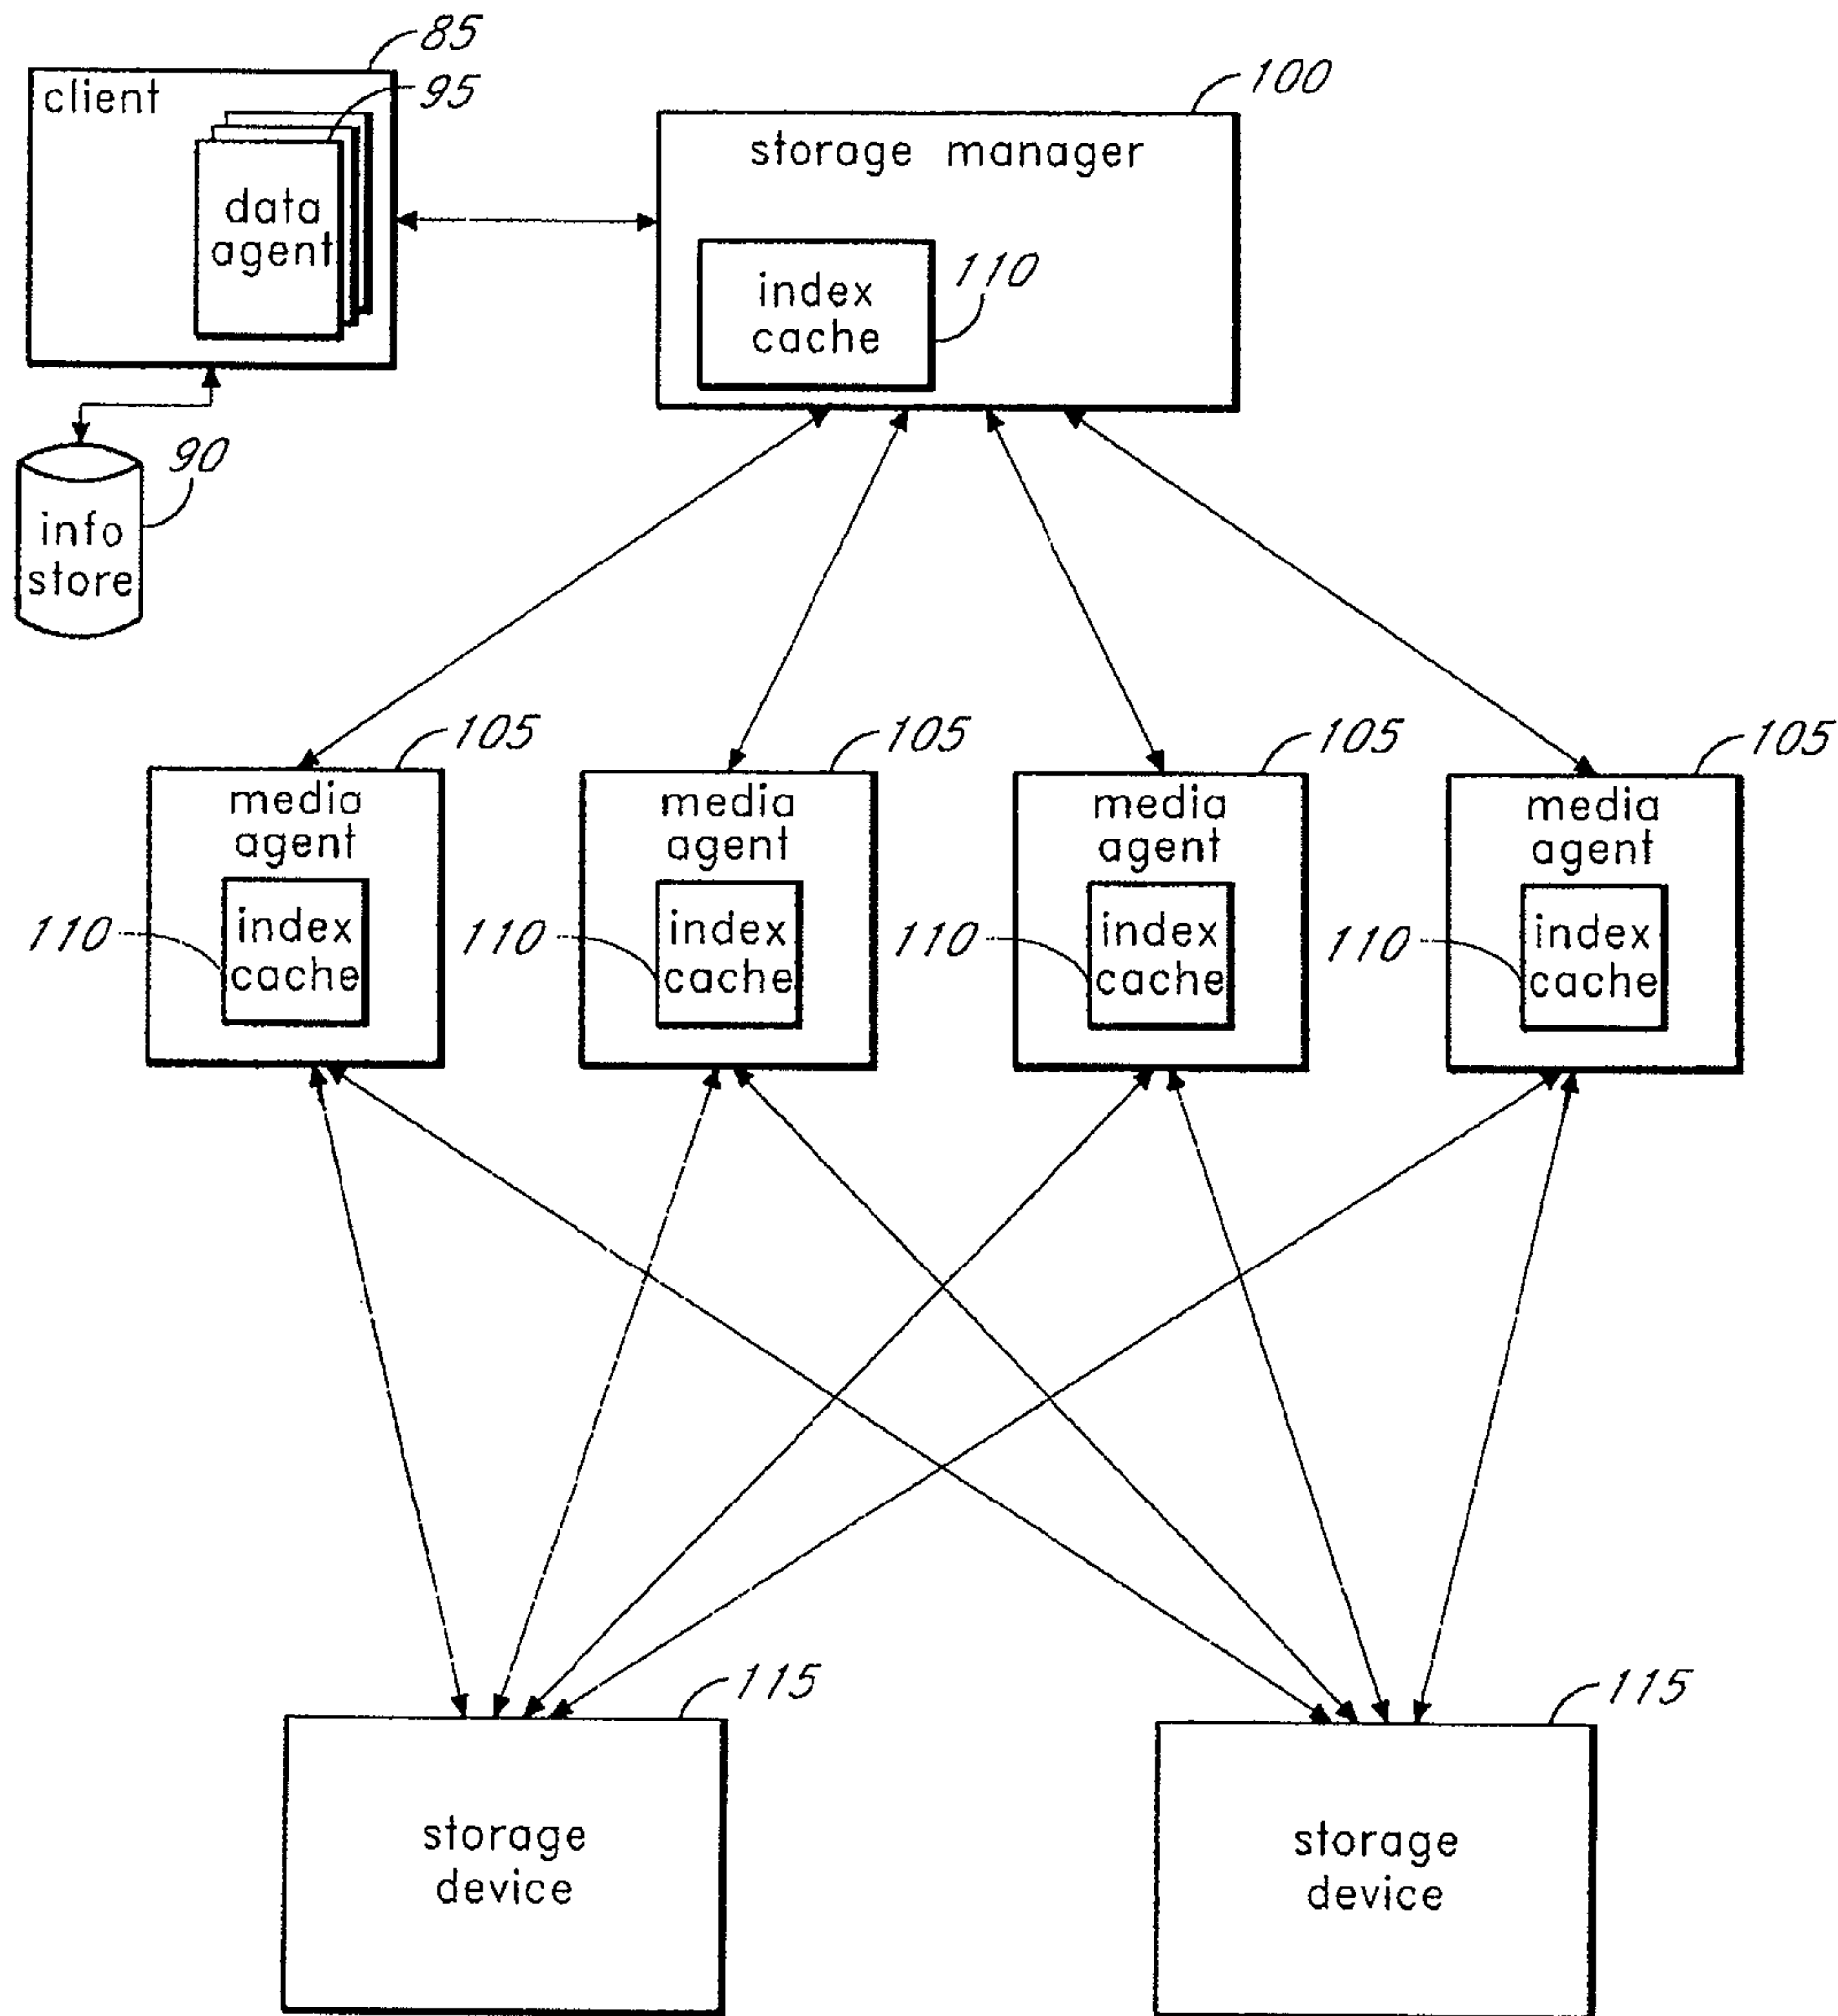 85
client
95
data
agent
100
storage manager
index
cache
110
90
info
store
105
media
agent
110
index
cache
105
media
agent
110
index
cache
105
media
agent
110
index
cache
105
media
agent
110
index
cache
115
storage
device
115
storage
device